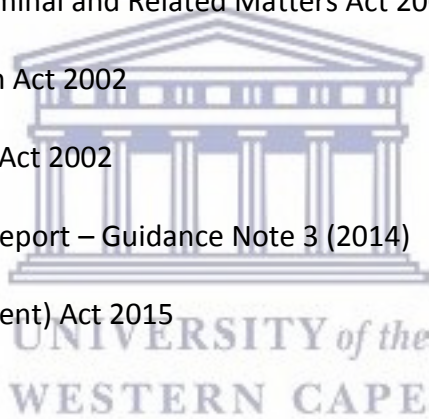 minal and Related Matters Act 20
n Act 2002
Act 2002
eport – Guidance Note 3 (2014)
ent) Act 2015
UNIVERSITY of the
WESTERN CAPE